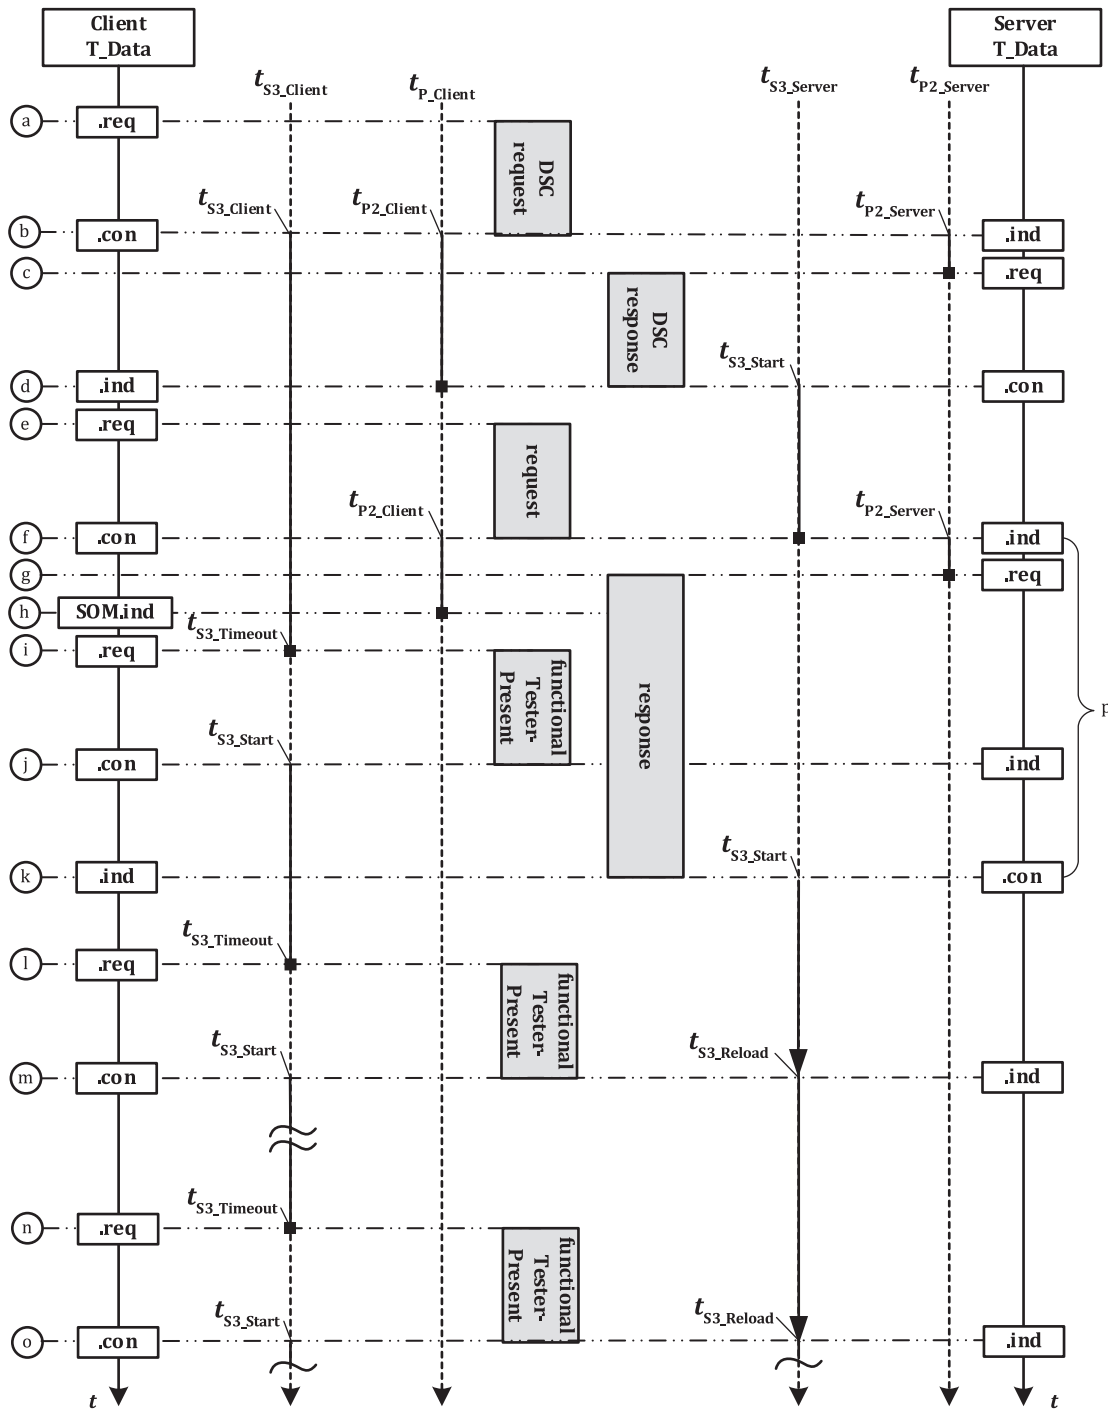 Client
T_Data
Server
T_Data
tS3_Client
tP_Client
tS3_Server
tP2_Server
a
.req
DSC
request
tS3_Client
tP2_Client
tP2_Server
b
.con
.ind
c
.req
DSC
response
tS3_Start
d
.ind
.con
e
.req
request
tP2_Client
tP2_Server
f
.con
.ind
g
.req
h
SOM.ind
tS3_Timeout
i
.req
functional
Tester-
Present
response
p
tS3_Start
j
.con
.ind
tS3_Start
k
.ind
.con
tS3_Timeout
l
.req
functional
Tester-
Present
tS3_Start
tS3_Reload
m
.con
.ind
tS3_Timeout
n
.req
functional
Tester-
Present
tS3_Start
tS3_Reload
o
.con
.ind
t
t